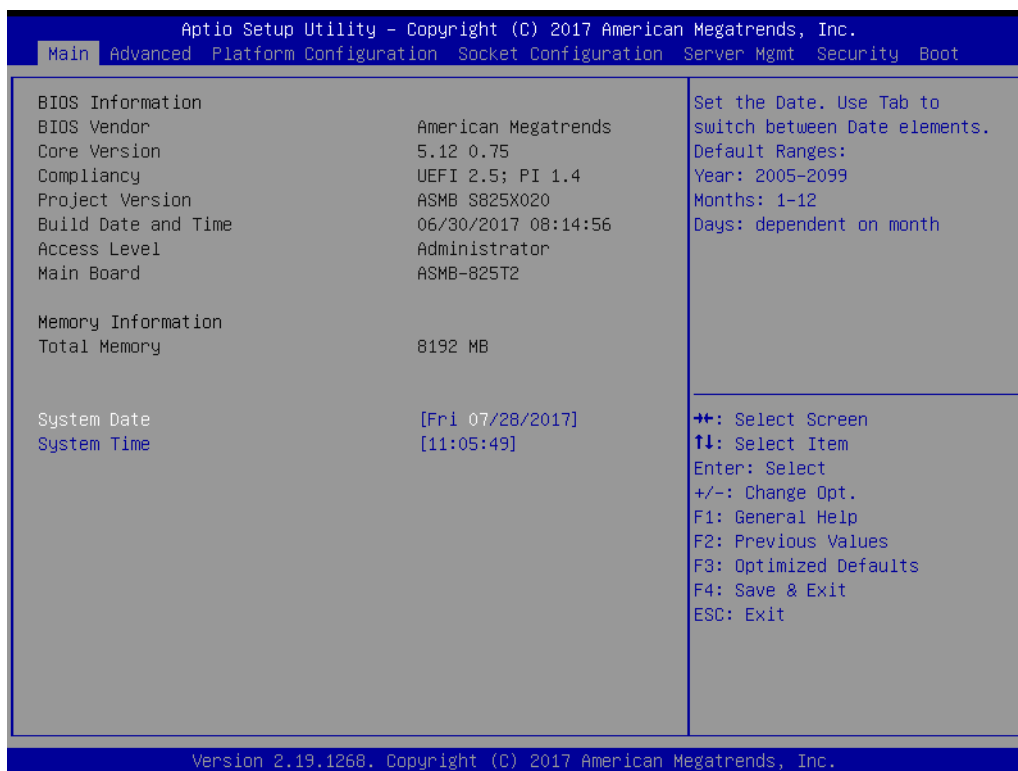 Aptio Setup Utility – Copyright (C) 2017 American Megatrends, Inc.
Main Advanced Platform Configuration Socket Configuration Server Mgmt Security Boot
BIOS Information
BIOS Vendor American Megatrends
Core Version 5.12 0.75
Compliancy UEFI 2.5; PI 1.4
Project Version ASMB S825X020
Build Date and Time 06/30/2017 08:14:56
Access Level Administrator
Main Board ASMB-825T2
Memory Information
Total Memory 8192 MB
System Date [Fri 07/28/2017]
System Time [11:05:49]
Set the Date. Use Tab to
switch between Date elements.
Default Ranges:
Year: 2005-2099
Months: 1-12
Days: dependent on month
→←: Select Screen
↑↓: Select Item
Enter: Select
+/-: Change Opt.
F1: General Help
F2: Previous Values
F3: Optimized Defaults
F4: Save & Exit
ESC: Exit
Version 2.19.1268. Copyright (C) 2017 American Megatrends, Inc.